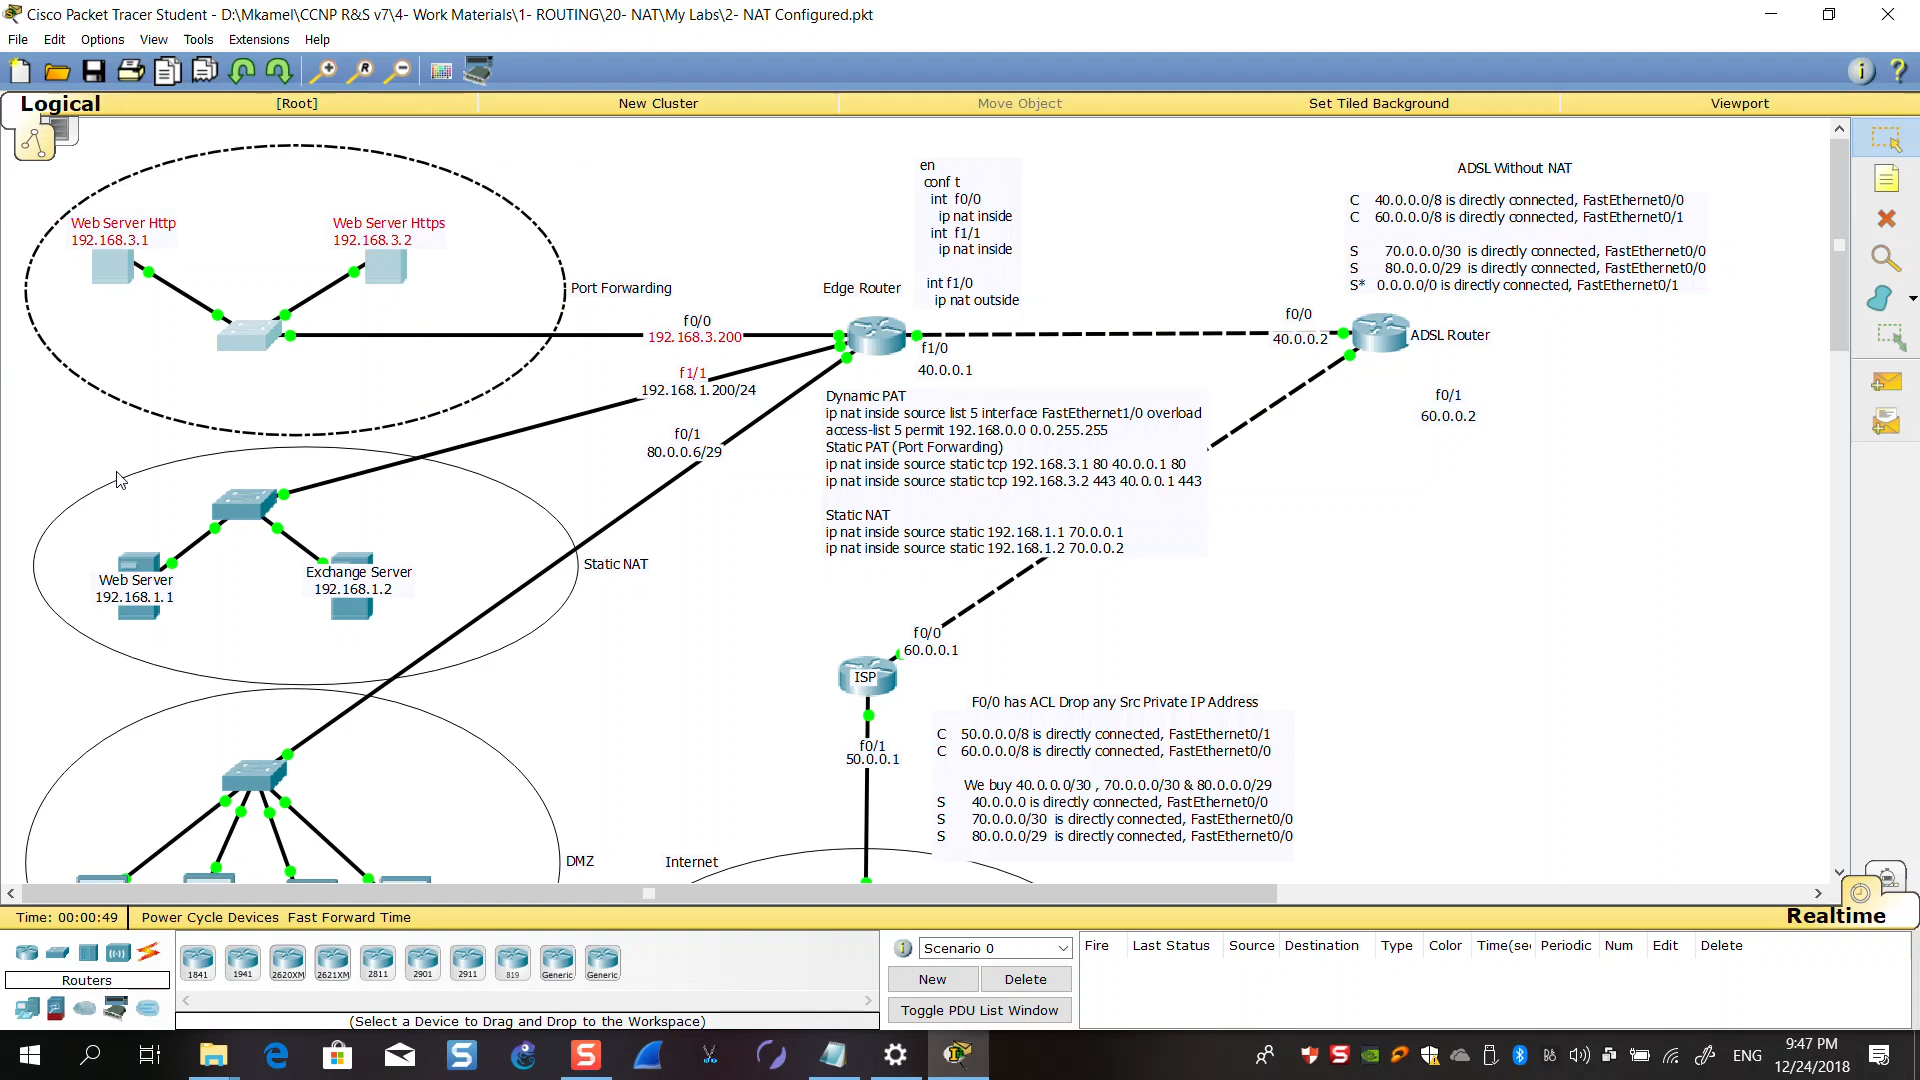 Cisco Packet Tracer Student - D:\Mkamel\CCNP R&S v7\4- Work Materials\1- ROUTING\20- NAT\My Labs\2- NAT Configured.pkt
File Edit Options View Tools Extensions Help
Logical [Root] New Cluster Move Object Set Tiled Background Viewport
Web Server Http
192.168.3.1
Web Server Https
192.168.3.2
Port Forwarding
f0/0
192.168.3.200
f1/1
192.168.1.200/24
f0/1
80.0.0.6/29
Edge Router
en
conf t
int f0/0
ip nat inside
int f1/1
ip nat inside
int f1/0
ip nat outside
f1/0
40.0.0.1
ADSL Without NAT
C 40.0.0.0/8 is directly connected, FastEthernet0/0
C 60.0.0.0/8 is directly connected, FastEthernet0/1
S 70.0.0.0/30 is directly connected, FastEthernet0/0
S 80.0.0.0/29 is directly connected, FastEthernet0/0
S* 0.0.0.0/0 is directly connected, FastEthernet0/1
f0/0
40.0.0.2
ADSL Router
f0/1
60.0.0.2
Dynamic PAT
ip nat inside source list 5 interface FastEthernet1/0 overload
access-list 5 permit 192.168.0.0 0.0.255.255
Static PAT (Port Forwarding)
ip nat inside source static tcp 192.168.3.1 80 40.0.0.1 80
ip nat inside source static tcp 192.168.3.2 443 40.0.0.1 443
Static NAT
ip nat inside source static 192.168.1.1 70.0.0.1
ip nat inside source static 192.168.1.2 70.0.0.2
Web Server
192.168.1.1
Exchange Server
192.168.1.2
Static NAT
f0/0
60.0.0.1
ISP
f0/1
50.0.0.1
F0/0 has ACL Drop any Src Private IP Address
C 50.0.0.0/8 is directly connected, FastEthernet0/1
C 60.0.0.0/8 is directly connected, FastEthernet0/0
We buy 40.0.0.0/30 , 70.0.0.0/30 & 80.0.0.0/29
S 40.0.0.0 is directly connected, FastEthernet0/0
S 70.0.0.0/30 is directly connected, FastEthernet0/0
S 80.0.0.0/29 is directly connected, FastEthernet0/0
DMZ
Internet
Time: 00:00:49 Power Cycle Devices Fast Forward Time
Realtime
Routers
1841 1941 2620XM 2621XM 2811 2901 2911 819 Generic Generic
(Select a Device to Drag and Drop to the Workspace)
Scenario 0
New Delete
Toggle PDU List Window
Fire Last Status Source Destination Type Color Time(se Periodic Num Edit Delete
ENG
9:47 PM
12/24/2018